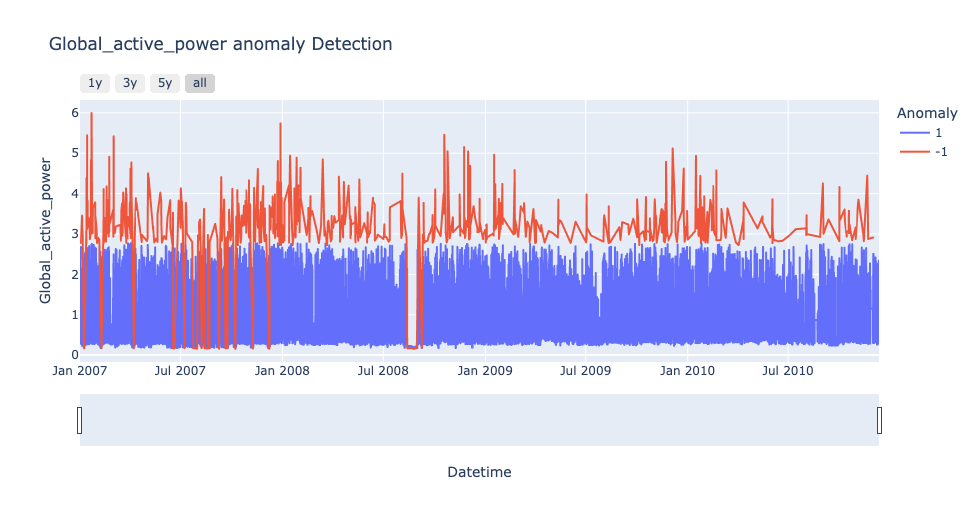 Global_active_power anomaly Detection
1y 3y 5y all
Anomaly
1
-1
Global_active_power
6
5
4
3
2
1
0
Jan 2007 Jul 2007 Jan 2008 Jul 2008 Jan 2009 Jul 2009 Jan 2010 Jul 2010
Datetime